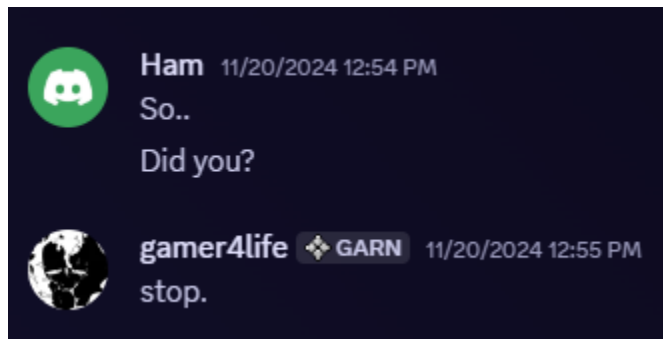 Ham 11/20/2024 12:54 PM
So..
Did you?
gamer4life GARN 11/20/2024 12:55 PM
stop.